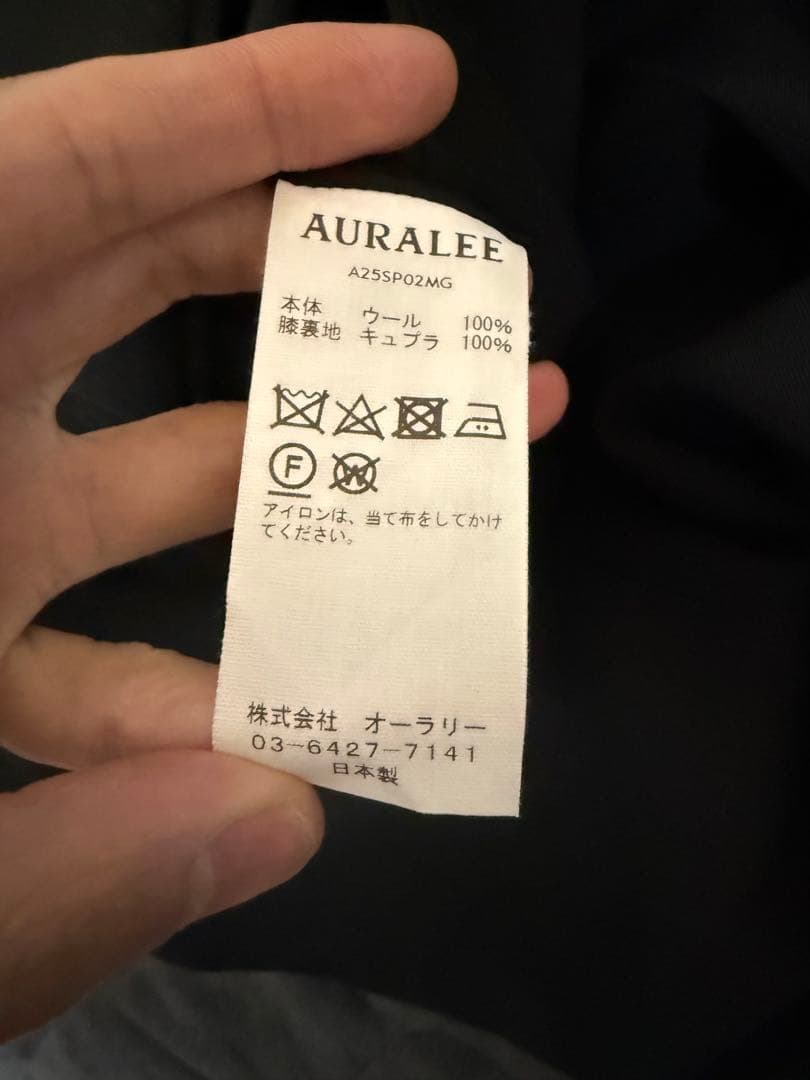 AURALEE
A25SP02MG
本体 ウール 100%
膝裏地 キュプラ 100%
F W
アイロンは、当て布をしてかけ
てください。
株式会社 オーラリー
03-6427-7141
日本製